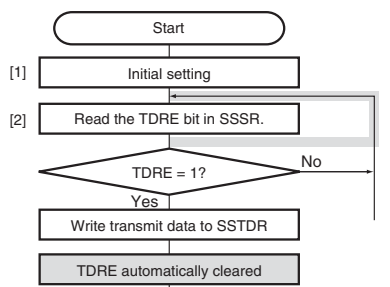 Start
[1]
Initial setting
[2]
Read the TDRE bit in SSSR.
TDRE = 1?
No
Yes
Write transmit data to SSTDR
TDRE automatically cleared